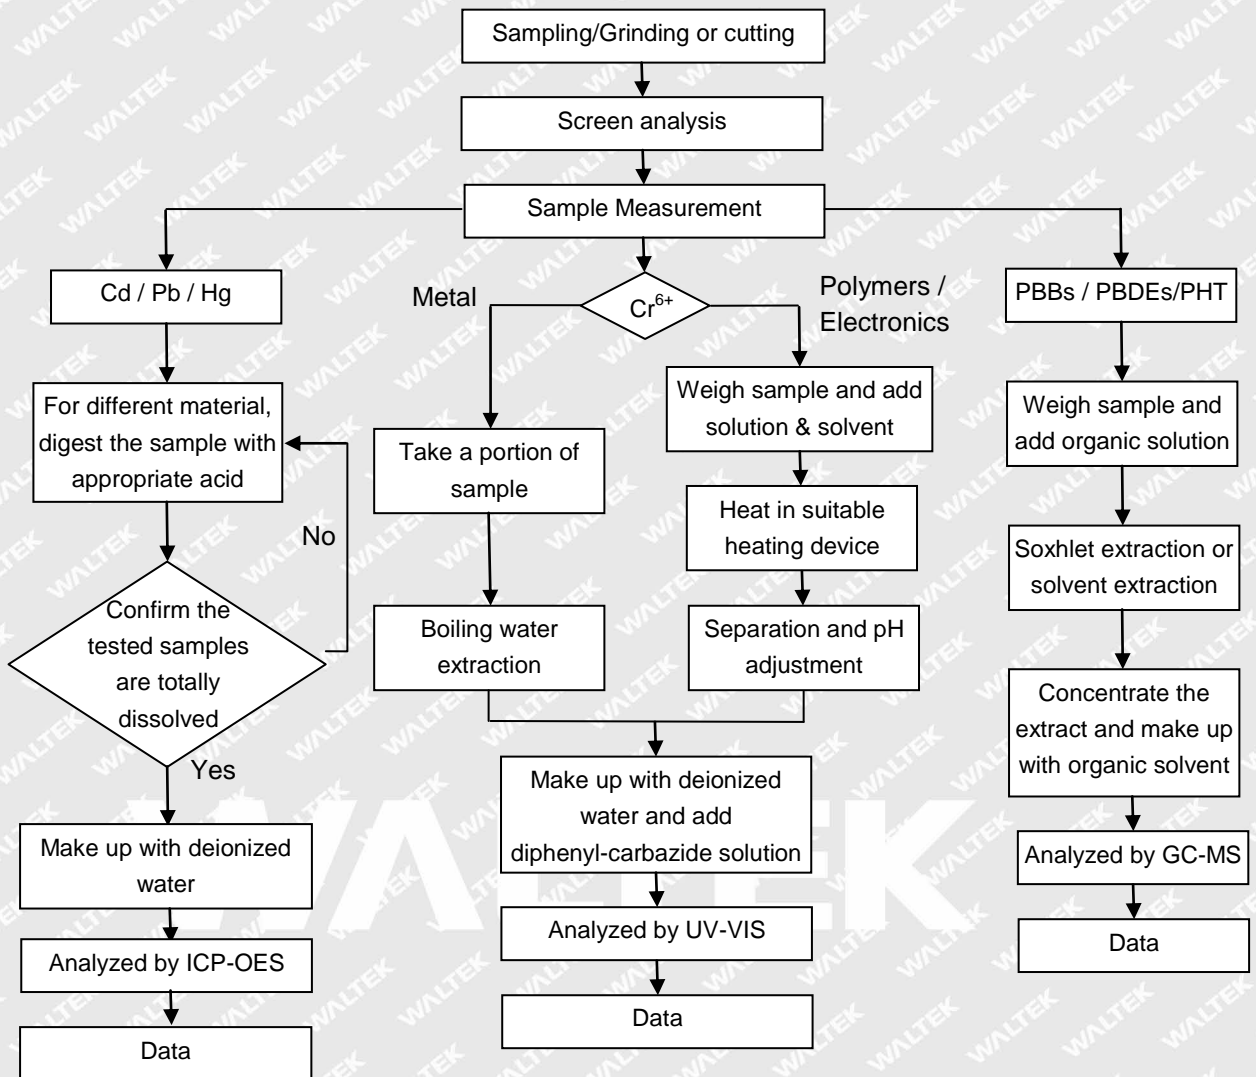 Sampling/Grinding or cutting
Screen analysis
Sample Measurement
Cd / Pb / Hg
For different material,
digest the sample with
appropriate acid
No
Confirm the
tested samples
are totally
dissolved
Yes
Make up with deionized
water
Analyzed by ICP-OES
Data
Cr6+
Metal
Take a portion of
sample
Boiling water
extraction
Polymers /
Electronics
Weigh sample and add
solution & solvent
Heat in suitable
heating device
Separation and pH
adjustment
Make up with deionized
water and add
diphenyl-carbazide solution
Analyzed by UV-VIS
Data
PBBs / PBDEs/PHT
Weigh sample and
add organic solution
Soxhlet extraction or
solvent extraction
Concentrate the
extract and make up
with organic solvent
Analyzed by GC-MS
Data
WALTEK